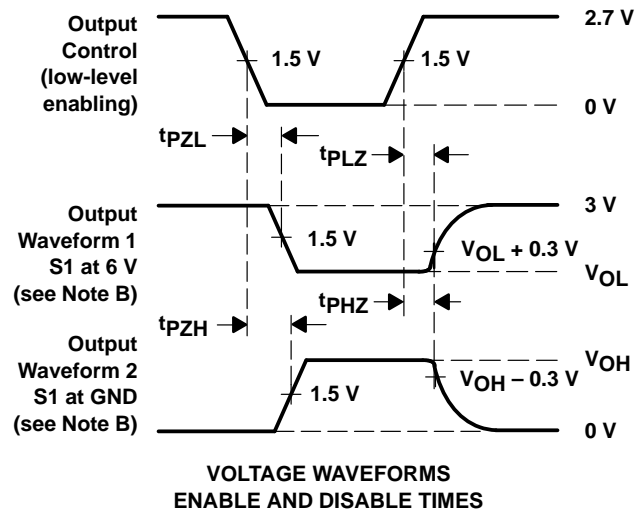 Output
Control
(low-level
enabling)
2.7 V
1.5 V
1.5 V
0 V
tPZL
tPLZ
Output
Waveform 1
S1 at 6 V
(see Note B)
3 V
1.5 V
VOL + 0.3 V
VOL
tPZH
tPHZ
Output
Waveform 2
S1 at GND
(see Note B)
VOH
1.5 V
VOH – 0.3 V
0 V
VOLTAGE WAVEFORMS
ENABLE AND DISABLE TIMES